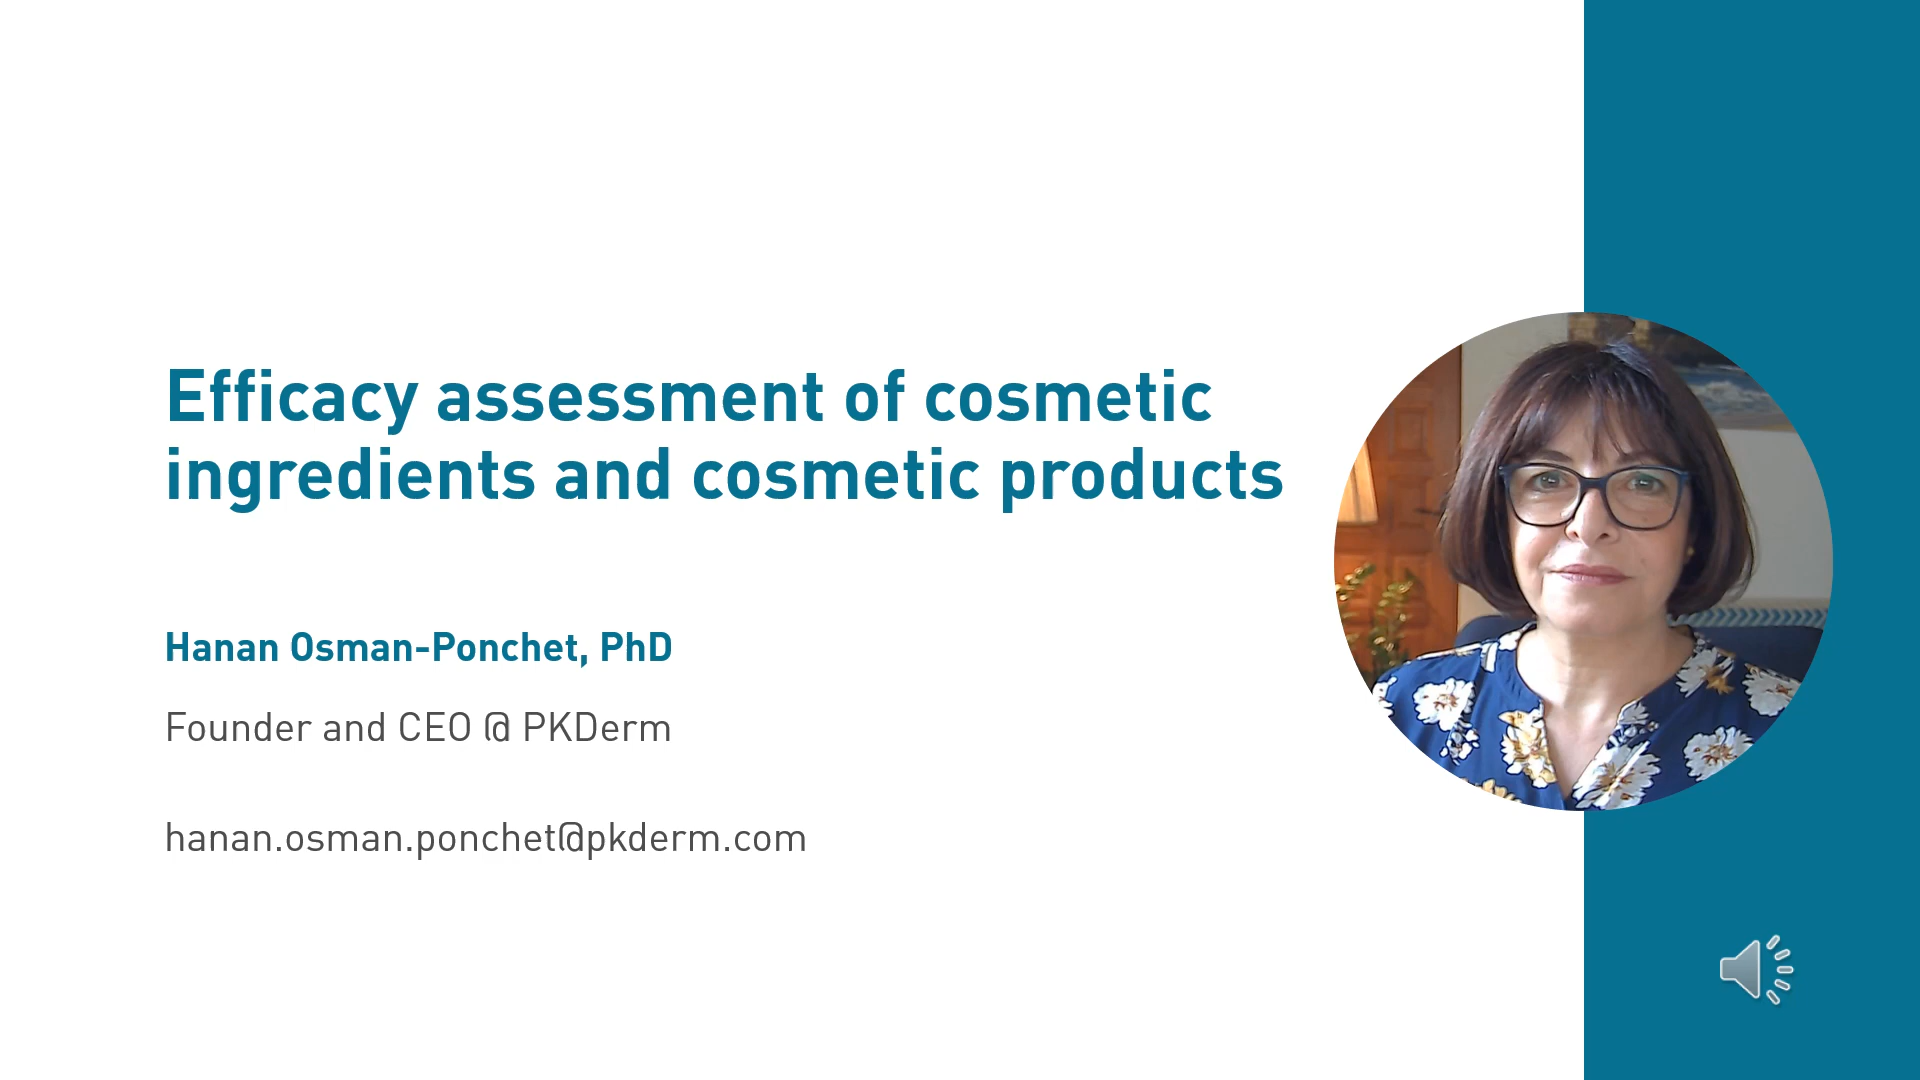 Efficacy assessment of cosmetic
ingredients and cosmetic products
Hanan Osman-Ponchet, PhD
Founder and CEO @ PKDerm
hanan.osman.ponchet@pkderm.com